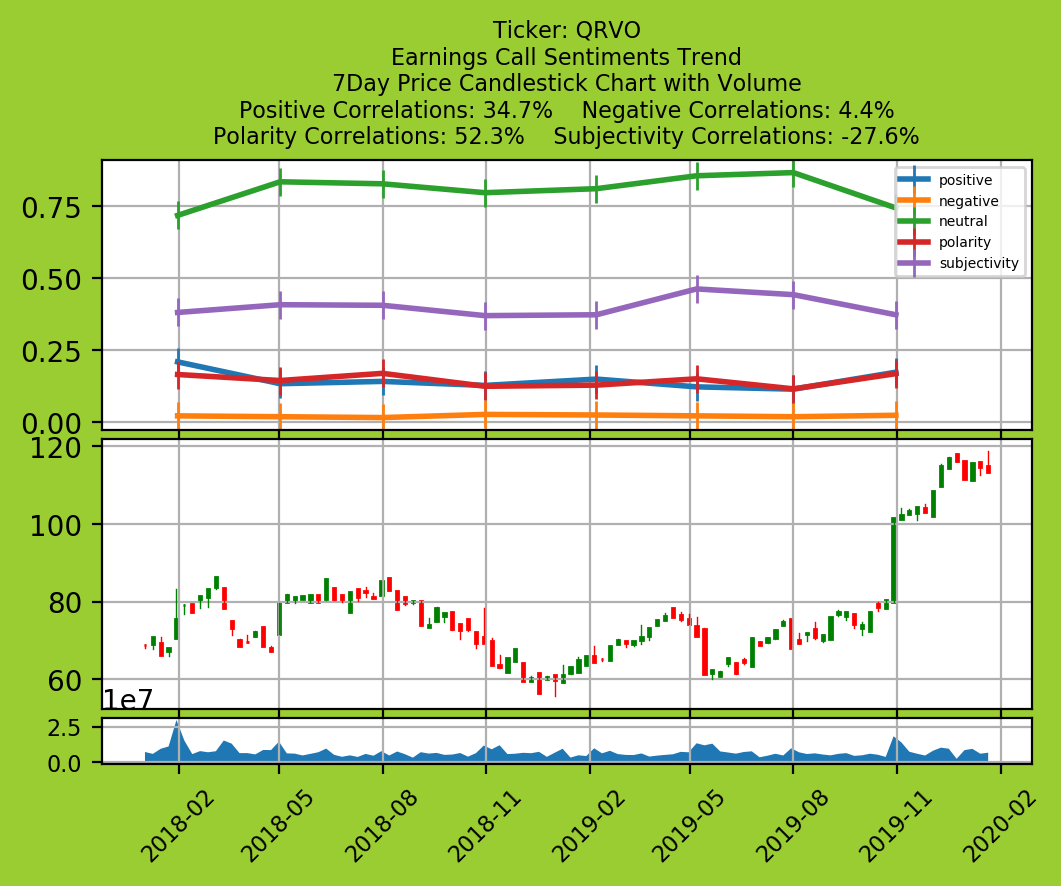 Ticker: QRVO
Earnings Call Sentiments Trend
7Day Price Candlestick Chart with Volume
Positive Correlations: 34.7%    Negative Correlations: 4.4%
Polarity Correlations: 52.3%    Subjectivity Correlations: -27.6%
positive
negative
neutral
polarity
subjectivity
0.75
0.50
0.25
0.00
120
100
80
60
1e7
2.5
0.0
2018-02
2018-05
2018-08
2018-11
2019-02
2019-05
2019-08
2019-11
2020-02